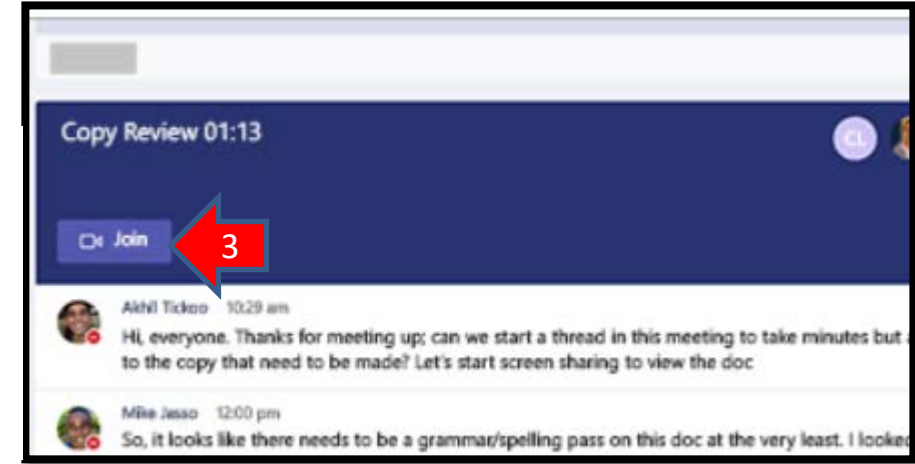 Copy Review 01:13
CL
Join
3
Akhil Tickoo 10:29 am
Hi, everyone. Thanks for meeting up; can we start a thread in this meeting to take minutes but a
to the copy that need to be made? Let's start screen sharing to view the doc
Mike Jasso 12:00 pm
So, it looks like there needs to be a grammar/spelling pass on this doc at the very least. I looked